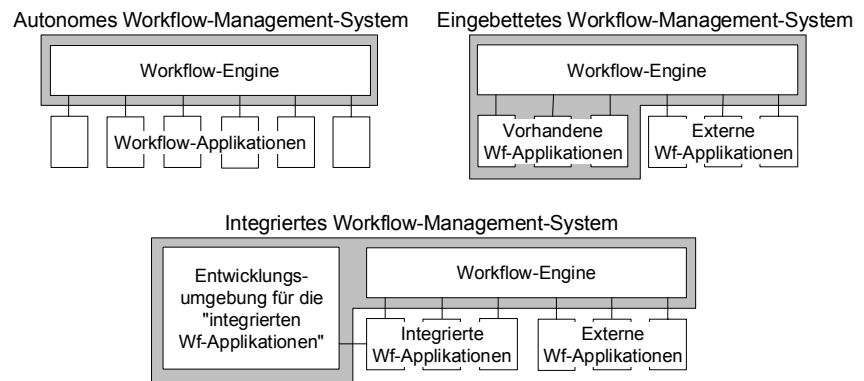 Autonomes Workflow-Management-System
Workflow-Engine
Workflow-Applikationen
Eingebettetes Workflow-Management-System
Workflow-Engine
Vorhandene
Wf-Applikationen
Externe
Wf-Applikationen
Integriertes Workflow-Management-System
Entwicklungs-
umgebung für die
"integrierten
Wf-Applikationen"
Workflow-Engine
Integrierte
Wf-Applikationen
Externe
Wf-Applikationen